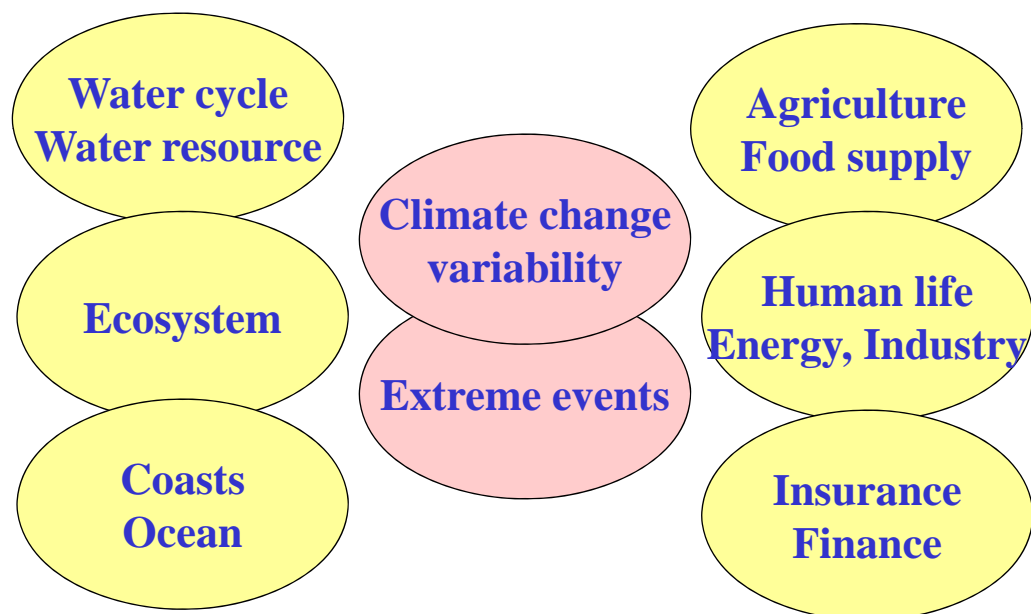 Water cycle
Water resource
Ecosystem
Coasts
Ocean
Climate change
variability
Extreme events
Agriculture
Food supply
Human life
Energy, Industry
Insurance
Finance